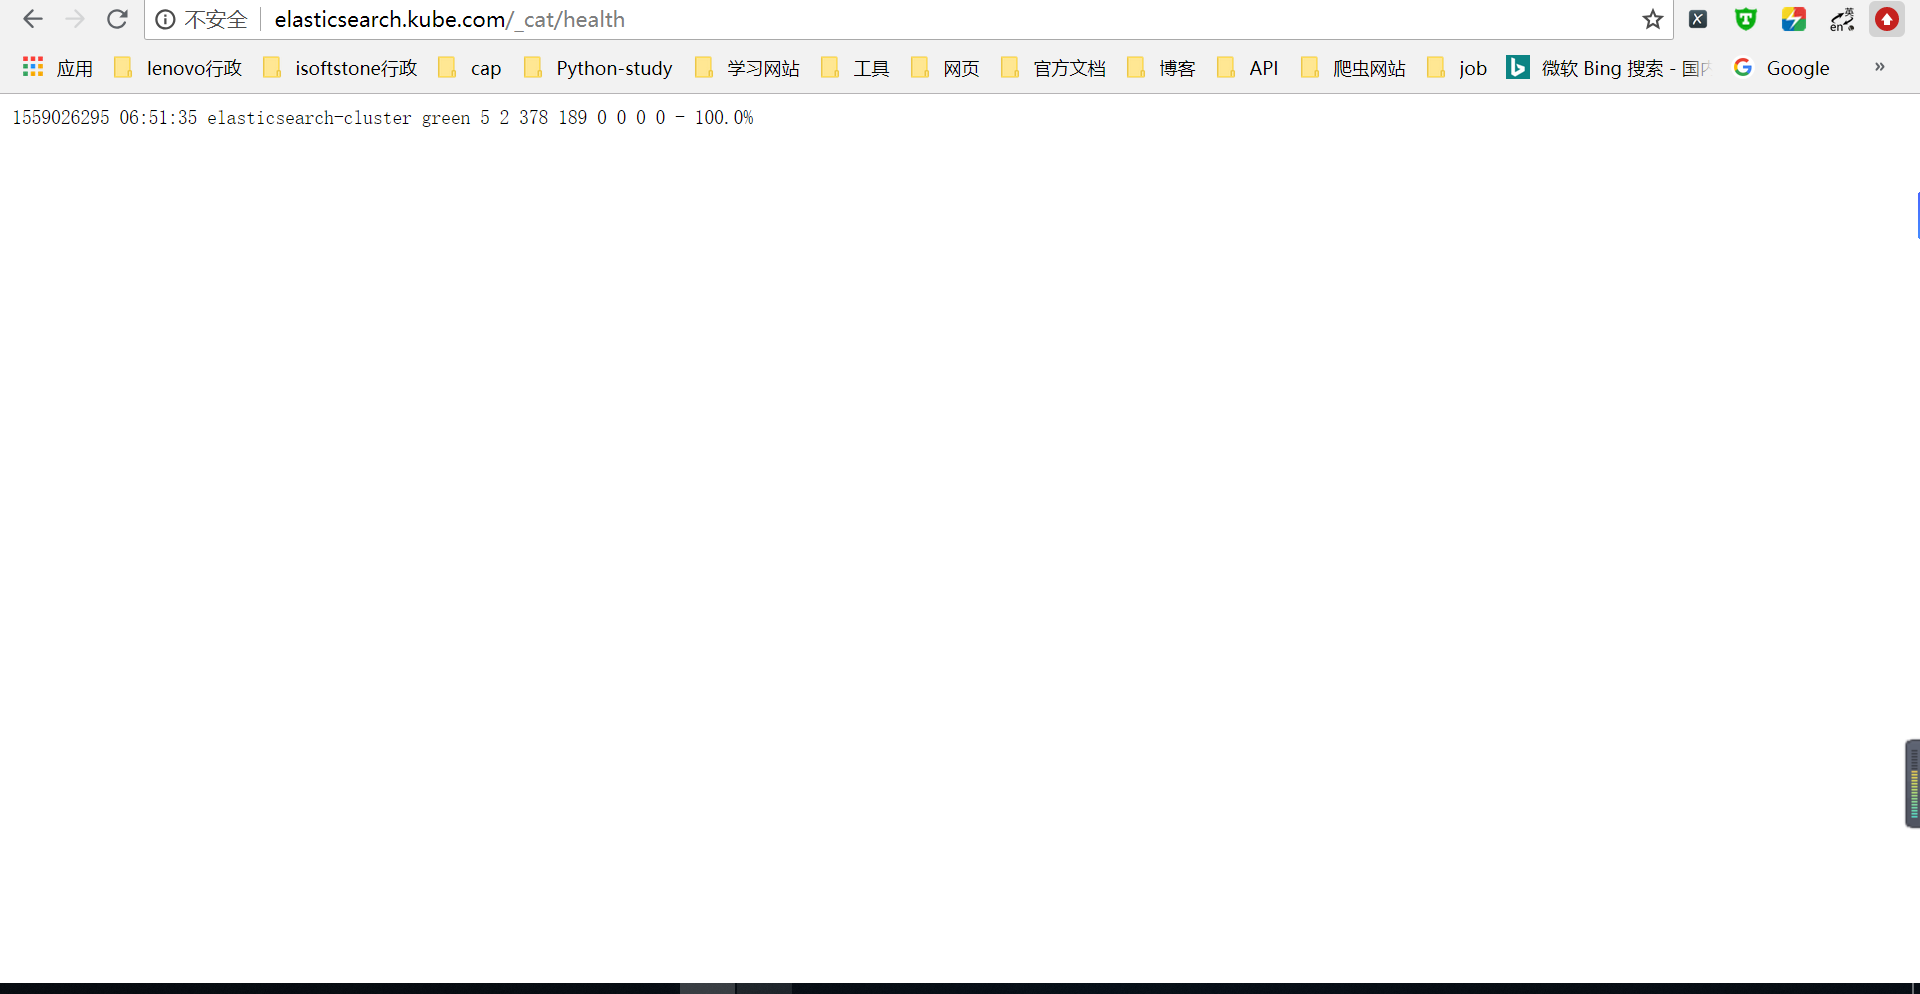 不安全 elasticsearch.kube.com/_cat/health
应用 lenovo行政 isoftstone行政 cap Python-study 学习网站 工具 网页 官方文档 博客 API 爬虫网站 job 微软 Bing 搜索 - 国内 Google »
1559026295 06:51:35 elasticsearch-cluster green 5 2 378 189 0 0 0 0 - 100.0%